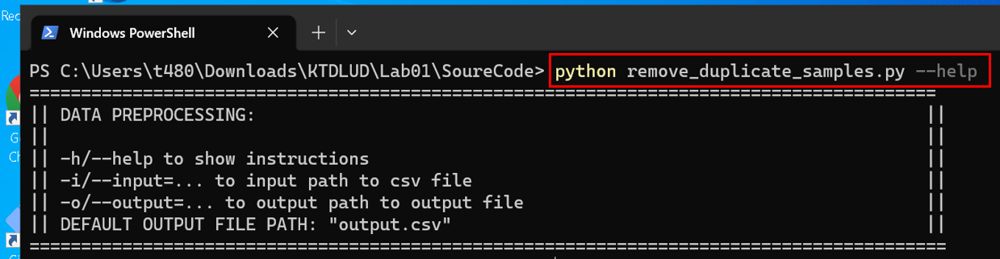 Rec
Windows PowerShell
PS C:\Users\t480\Downloads\KTDLUD\Lab01\SoureCode> python remove_duplicate_samples.py --help
========================================================================================
|| DATA PREPROCESSING: ||
|| ||
|| -h/--help to show instructions ||
|| -i/--input=... to input path to csv file ||
|| -o/--output=... to output path to output file ||
|| DEFAULT OUTPUT FILE PATH: "output.csv" ||
=========================================================================================
G
Ch